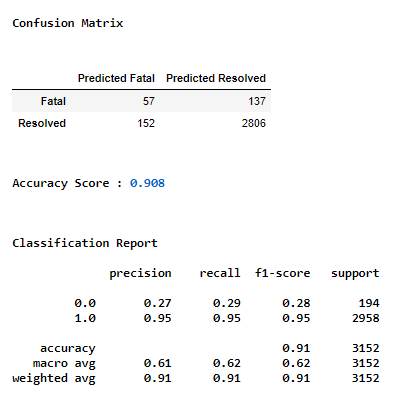 Confusion Matrix
Predicted Fatal Predicted Resolved
Fatal 57 137
Resolved 152 2806
Accuracy Score : 0.908
Classification Report
precision recall f1-score support
0.0 0.27 0.29 0.28 194
1.0 0.95 0.95 0.95 2958
accuracy 0.91 3152
macro avg 0.61 0.62 0.62 3152
weighted avg 0.91 0.91 0.91 3152